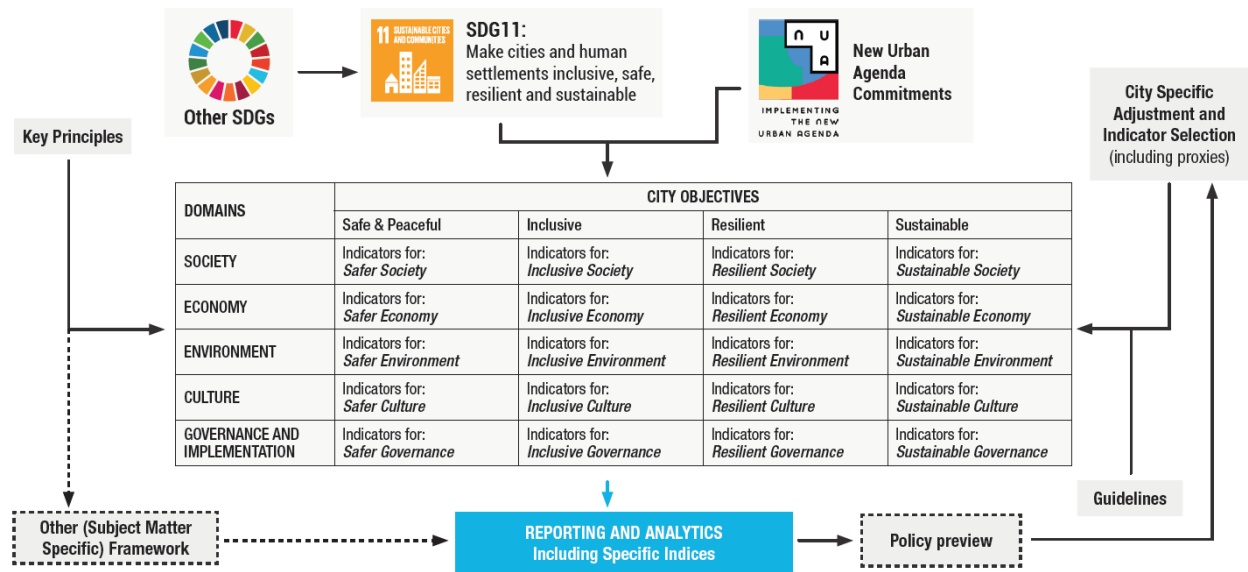 11 SUSTAINABLE CITIES
AND COMMUNITIES
SDG11:
Make cities and human
settlements inclusive, safe,
resilient and sustainable
Other SDGs
NUA
IMPLEMENTING
THE NEW
URBAN AGENDA
New Urban
Agenda
Commitments
Key Principles
City Specific
Adjustment and
Indicator Selection
(including proxies)
DOMAINS
CITY OBJECTIVES
Safe & Peaceful
Inclusive
Resilient
Sustainable
SOCIETY
Indicators for:
Safer Society
Indicators for:
Inclusive Society
Indicators for:
Resilient Society
Indicators for:
Sustainable Society
ECONOMY
Indicators for:
Safer Economy
Indicators for:
Inclusive Economy
Indicators for:
Resilient Economy
Indicators for:
Sustainable Economy
ENVIRONMENT
Indicators for:
Safer Environment
Indicators for:
Inclusive Environment
Indicators for:
Resilient Environment
Indicators for:
Sustainable Environment
CULTURE
Indicators for:
Safer Culture
Indicators for:
Inclusive Culture
Indicators for:
Resilient Culture
Indicators for:
Sustainable Culture
GOVERNANCE AND
IMPLEMENTATION
Indicators for:
Safer Governance
Indicators for:
Inclusive Governance
Indicators for:
Resilient Governance
Indicators for:
Sustainable Governance
Guidelines
Other (Subject Matter
Specific) Framework
REPORTING AND ANALYTICS
Including Specific Indices
Policy preview